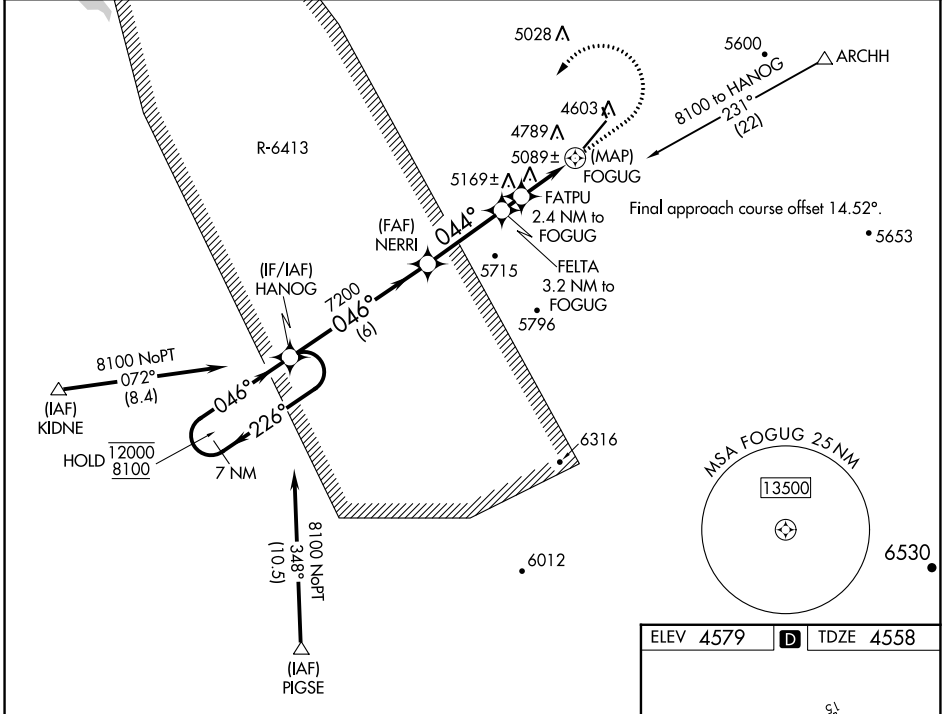 5028
5600
ARCHH
8100 to HANOG
231°
(22)
4603
4789
R-6413
5089±
(MAP)
FOGUG
5169±
FATPU
2.4 NM to
FOGUG
Final approach course offset 14.52°.
044°
(FAF)
NERRI
5653
5715
FELTA
3.2 NM to
FOGUG
(IF/IAF)
HANOG
7200
046°
(6)
5796
8100 NoPT
072°
(8.4)
(IAF)
KIDNE
046°
226°
HOLD 12000
8100
7 NM
6316
MSA FOGUG 25 NM
13500
8100 NoPT
348°
(10.5)
6012
6530
(IAF)
PIGSE
ELEV 4579 D TDZE 4558
15